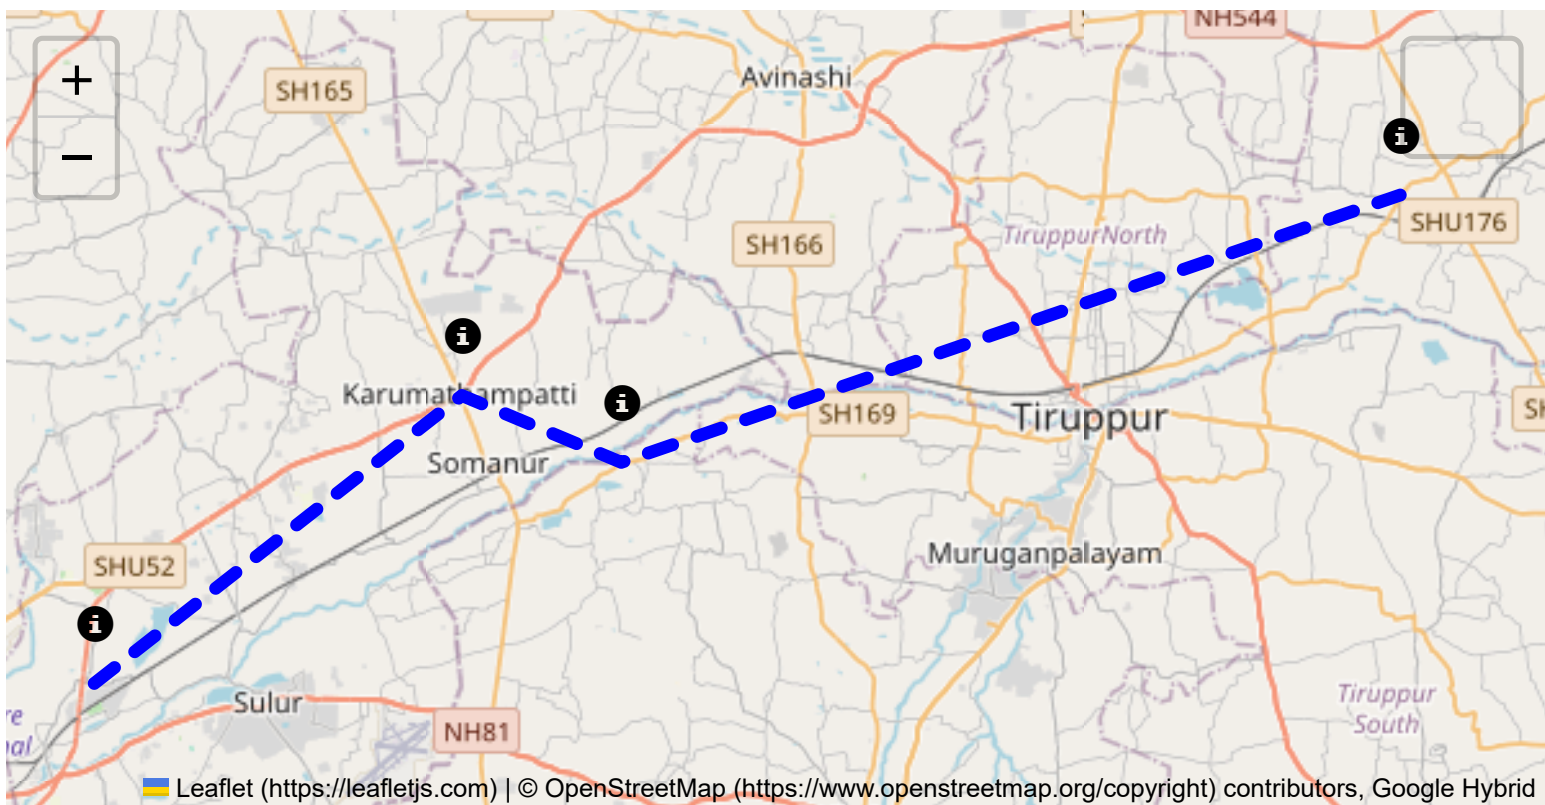 NH544
+
−
SH165
Avinashi
i
SHU176
TiruppurNorth
SH166
i
Karumathampatti
i
SH169
Tiruppur
Somanur
SHU52
Muruganpalayam
i
Sulur
NH81
Tiruppur
South
Leaflet (https://leafletjs.com) | © OpenStreetMap (https://www.openstreetmap.org/copyright) contributors, Google Hybrid